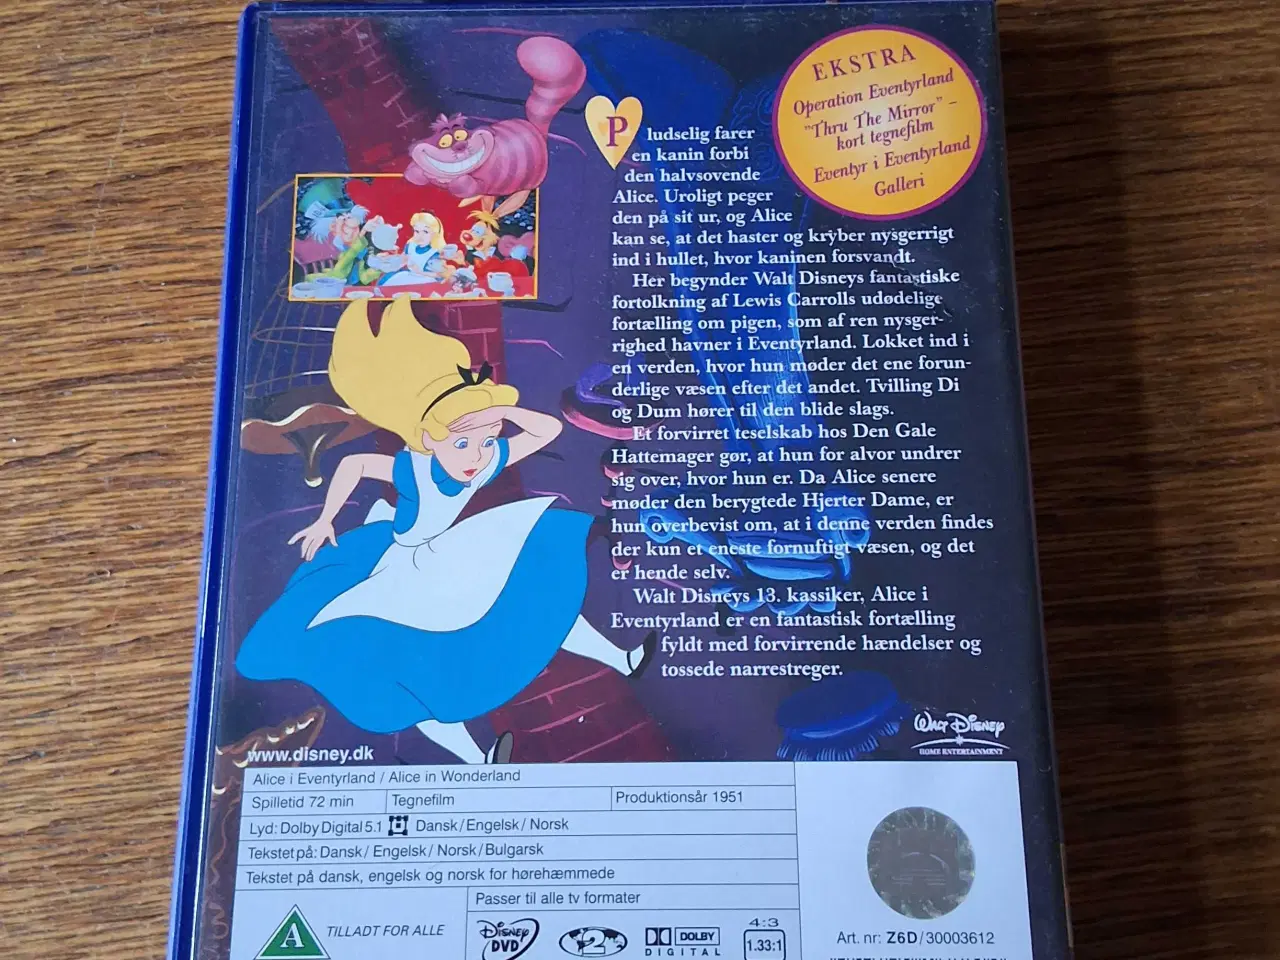 EKSTRA
Operation Eventyrland
"Thru The Mirror" –
kort tegnefilm
Eventyr i Eventyrland
Galleri
Pludselig farer
en kanin forbi
den halvsovende
Alice. Uroligt peger
den på sit ur, og Alice
kan se, at det haster og kryber nysgerrigt
ind i hullet, hvor kaninen forsvandt.
Her begynder Walt Disneys fantastiske
fortolkning af Lewis Carrolls udødelige
fortælling om pigen, som af ren nysger-
righed havner i Eventyrland. Lokket ind i
en verden, hvor hun møder det ene forun-
derlige væsen efter det andet. Tvilling Di
og Dum hører til den blide slags.
Et forvirret teselskab hos Den Gale
Hattemager gør, at hun for alvor undrer
sig over, hvor hun er. Da Alice senere
møder den berygtede Hjerter Dame, er
hun overbevist om, at i denne verden findes
der kun et eneste fornuftigt væsen, og det
er hende selv.
Walt Disneys 13. kassiker, Alice i
Eventyrland er en fantastisk fortælling
fyldt med forvirrende hændelser og
tossede narrestreger.
WALT DISNEY
HOME ENTERTAINMENT
www.disney.dk
Alice i Eventyrland / Alice in Wonderland
Spilletid 72 min
Tegnefilm
Produktionsår 1951
Lyd: Dolby Digital 5.1 Dansk/Engelsk/Norsk
Tekstet på: Dansk/Engelsk/Norsk/Bulgarsk
Tekstet på dansk, engelsk og norsk for hørehæmmede
Passer til alle tv formater
A
TILLADT FOR ALLE
DISNEY
DVD
2
DOLBY
DIGITAL
4:3
1.33:1
Art. nr: Z6D/30003612